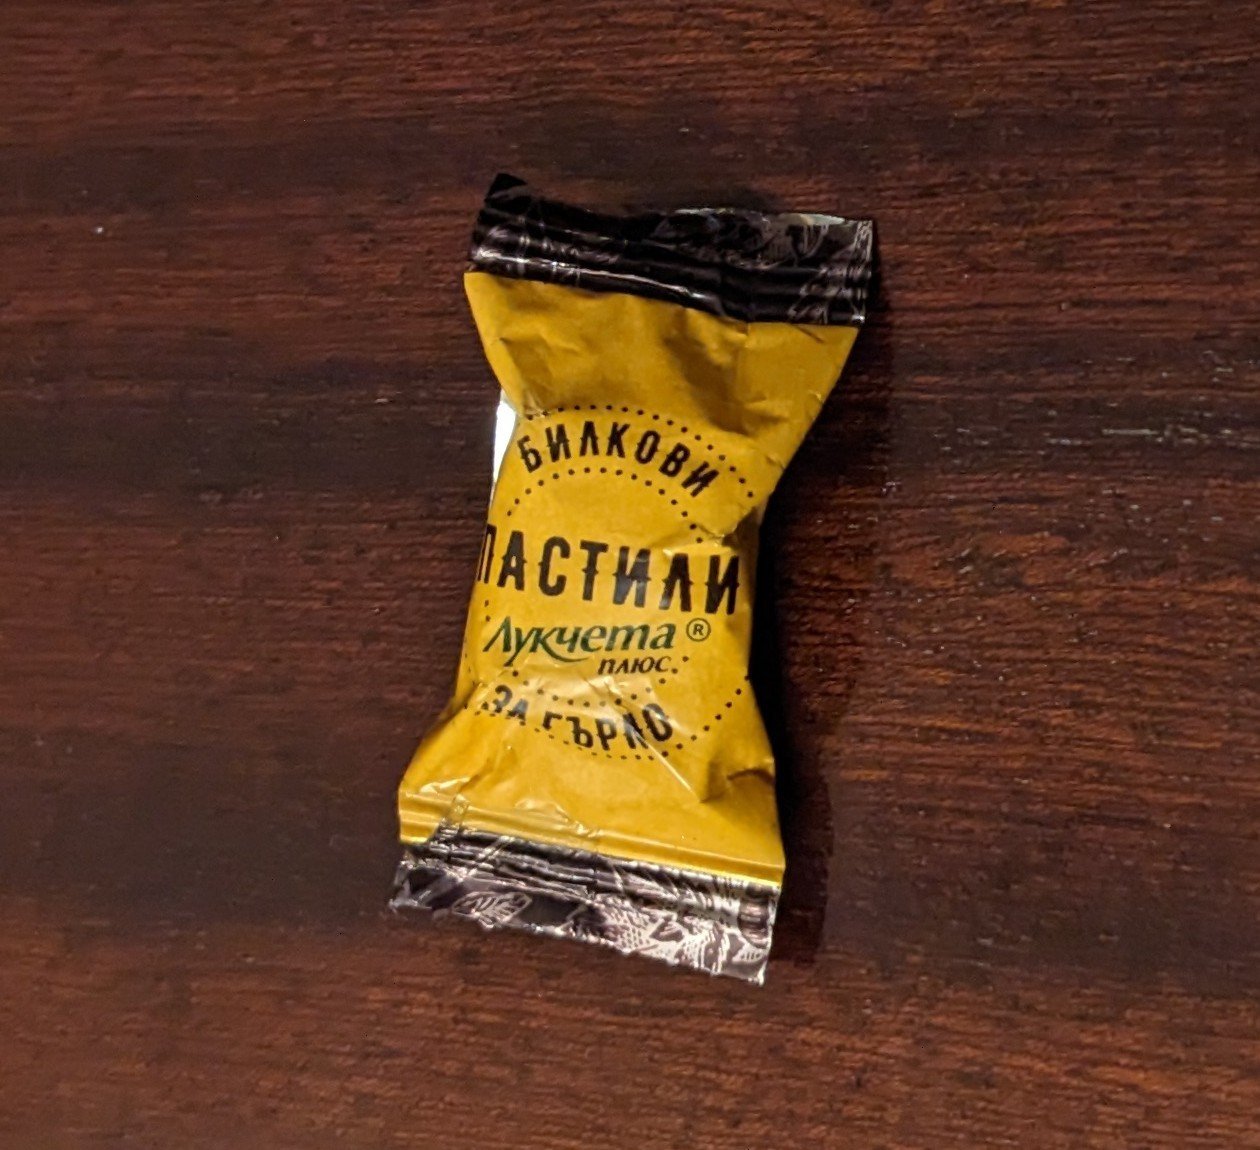 БИЛКОВИ
ПАСТИЛИ
Лукчета®
плюс
ЗА ГЪРЛО